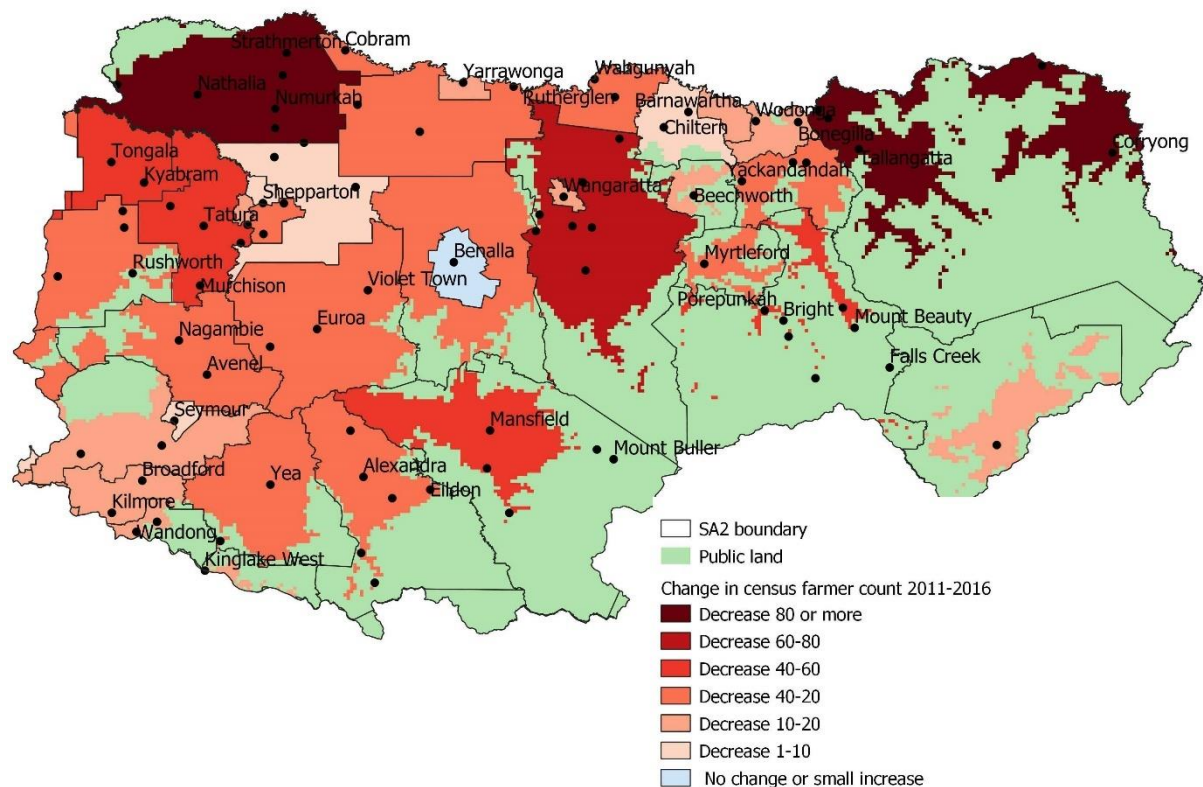 Strathmerton
Cobram
Nathalia
Numurkah
Yarrawonga
Wahgunyah
Rutherglen
Barnawartha
Chiltern
Wodonga
Bonegilla
Tallangatta
Corryong
Tongala
Kyabram
Shepparton
Tatura
Wangaratta
Yackandandah
Beechworth
Benalla
Rushworth
Murchison
Violet Town
Myrtleford
Porepunkah
Bright
Mount Beauty
Nagambie
Euroa
Avenel
Falls Creek
Seymour
Mansfield
Mount Buller
Broadford
Yea
Alexandra
Eildon
Kilmore
Wandong
Kinglake West
SA2 boundary
Public land
Change in census farmer count 2011-2016
Decrease 80 or more
Decrease 60-80
Decrease 40-60
Decrease 40-20
Decrease 10-20
Decrease 1-10
No change or small increase